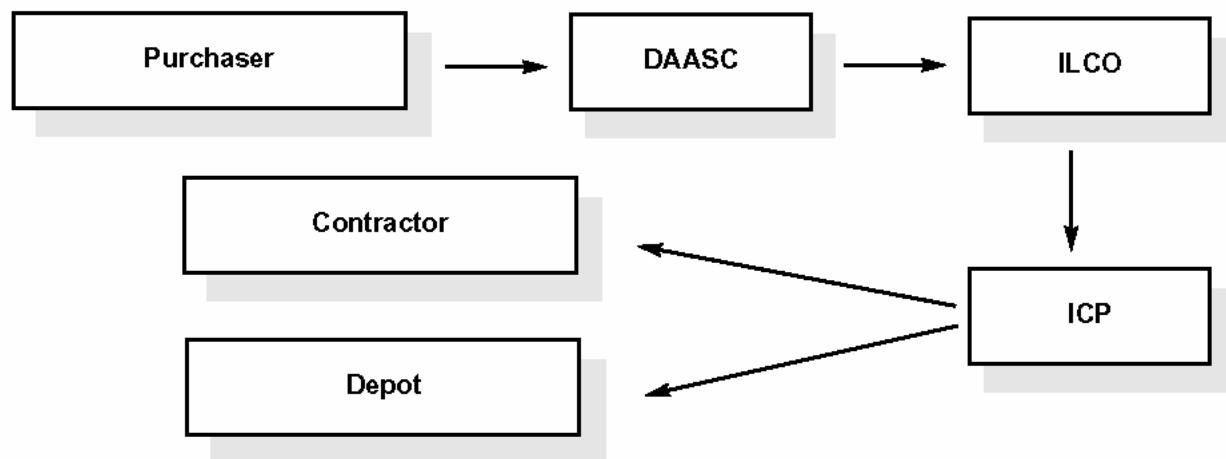 Purchaser
DAASC
ILCO
Contractor
ICP
Depot